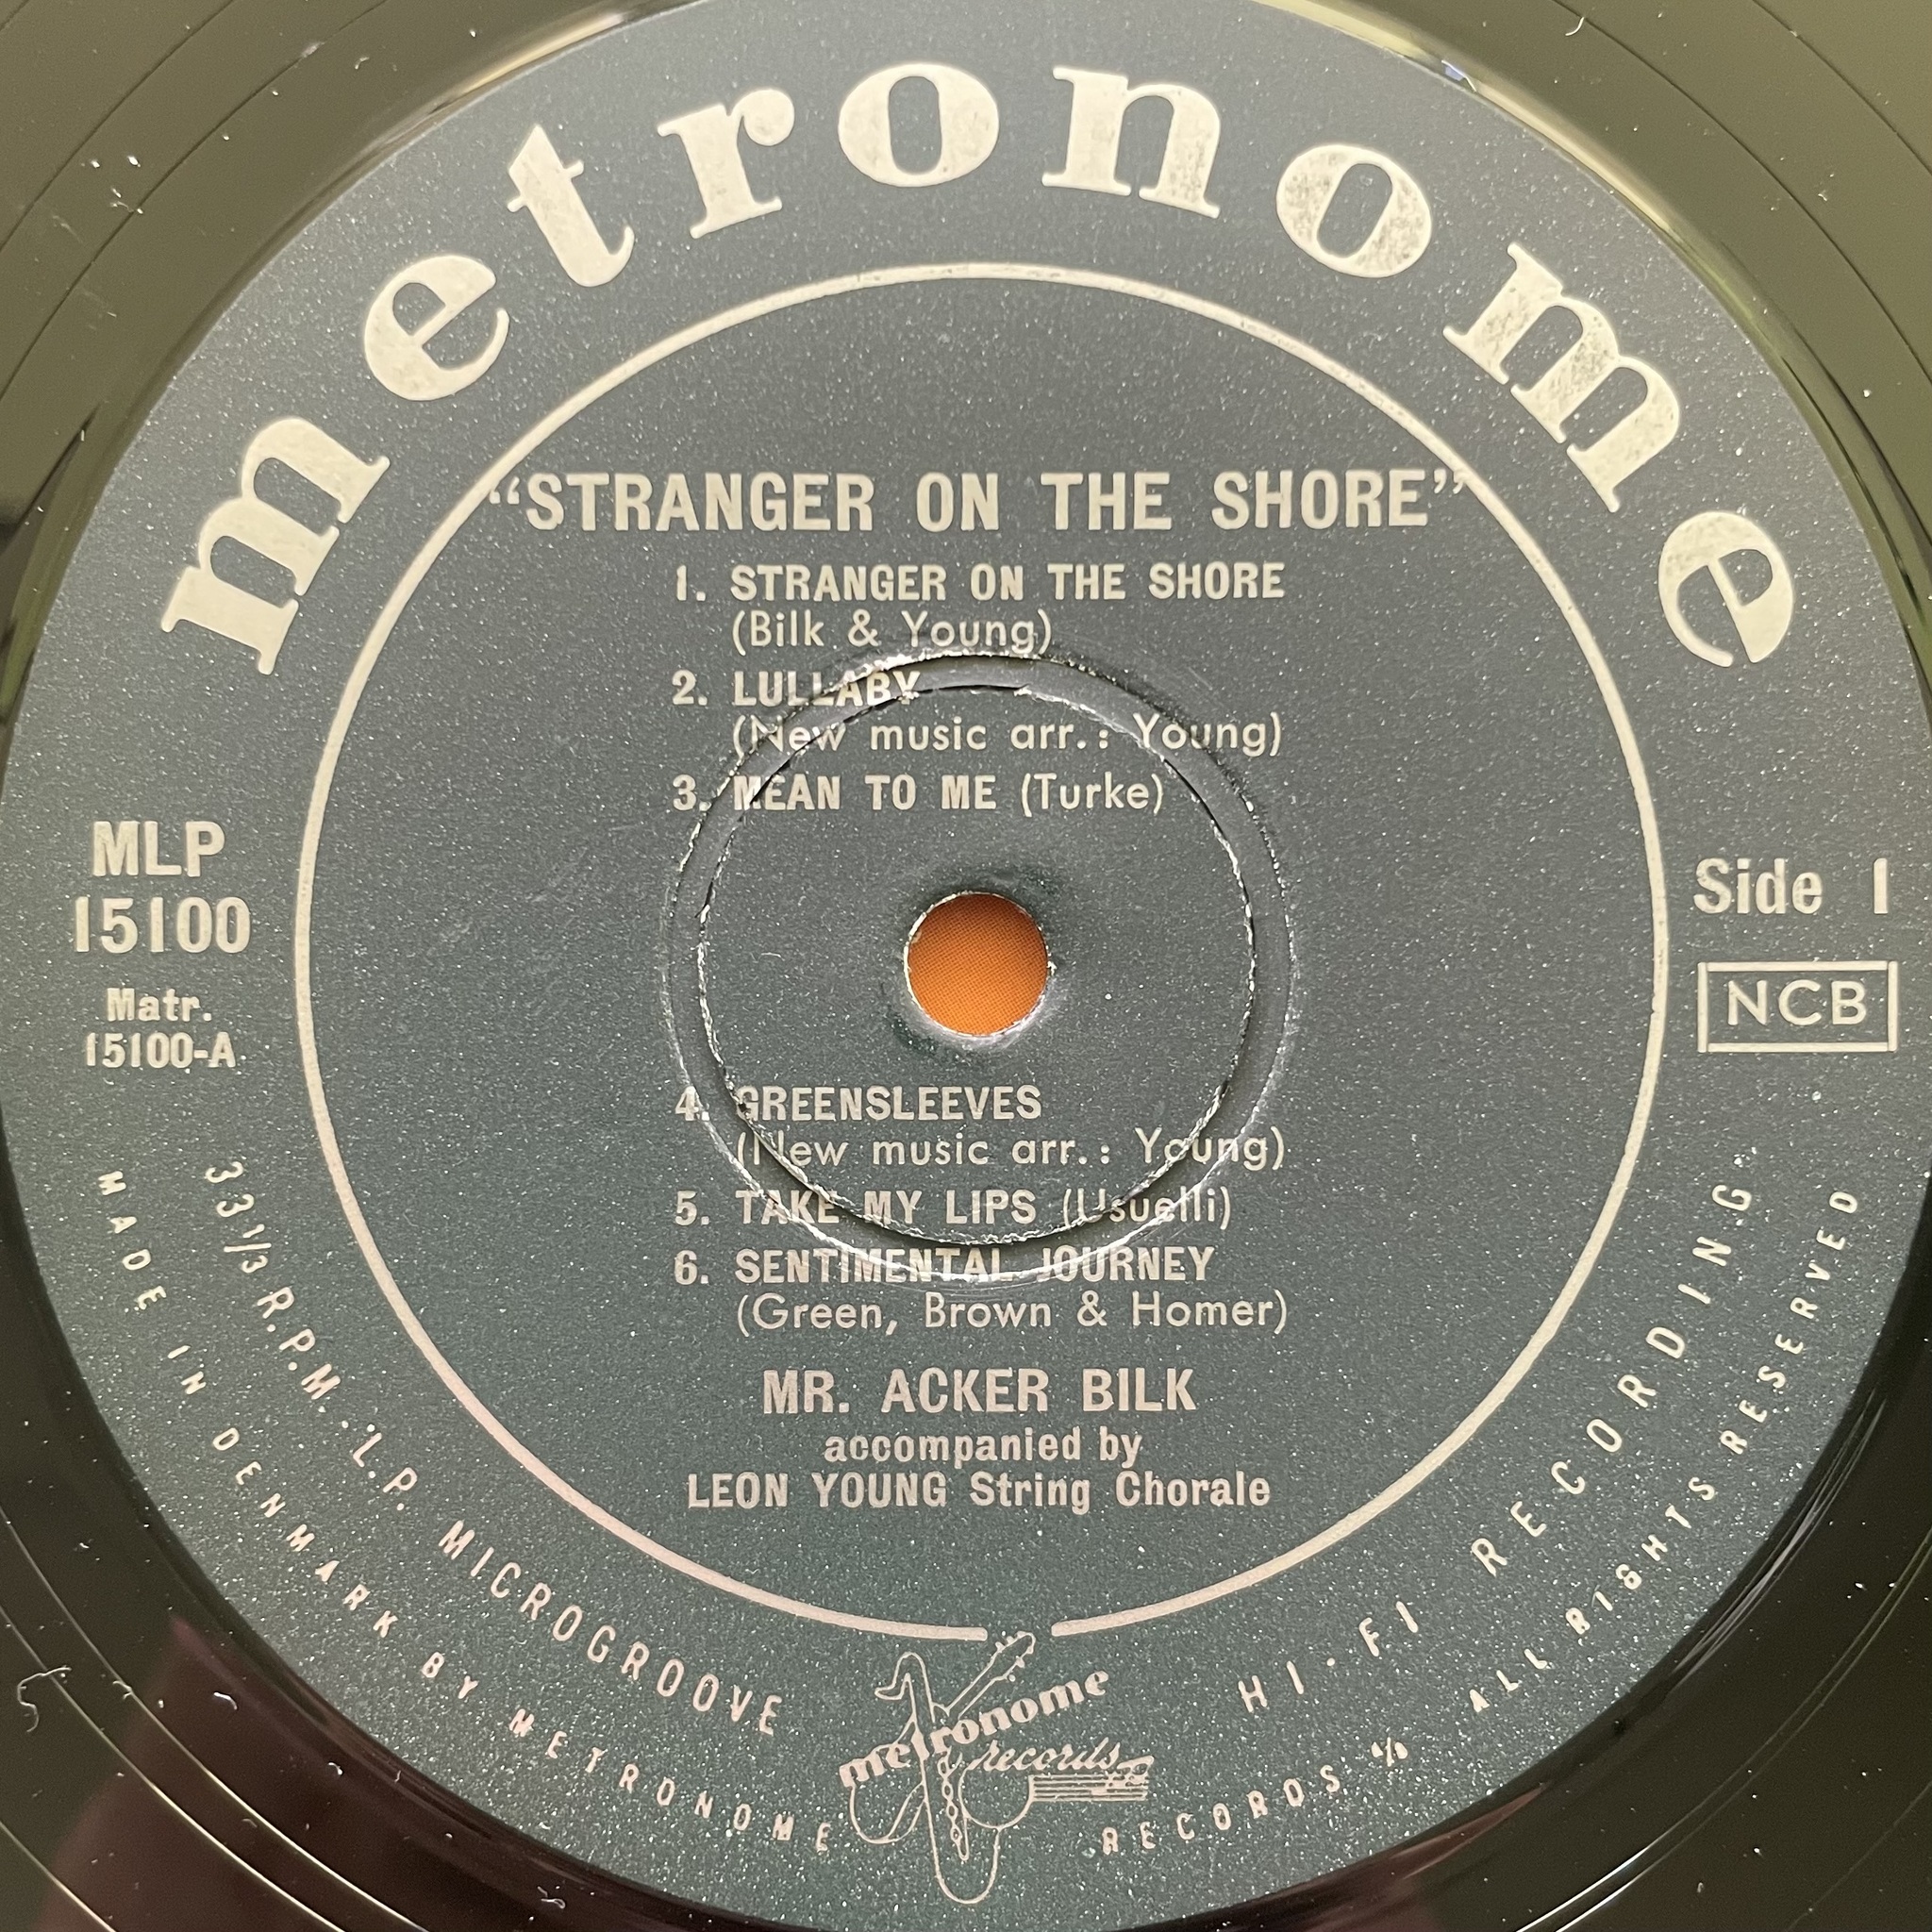 metronome
"STRANGER ON THE SHORE"
1. STRANGER ON THE SHORE
(Bilk & Young)
2. LULLABY
(New music arr.: Young)
3. MEAN TO ME (Turke)
MLP
15100
Matr.
15100-A
Side 1
NCB
4. GREENSLEEVES
(New music arr.: Young)
5. TAKE MY LIPS (Usuelli)
6. SENTIMENTAL JOURNEY
(Green, Brown & Homer)
MR. ACKER BILK
accompanied by
LEON YOUNG String Chorale
33 1/3 R.P.M. - L.P. MICROGROOVE
HI-FI RECORDING
metronome
records
MADE IN DENMARK BY METRONOME RECORDS A/S ALL RIGHTS RESERVED